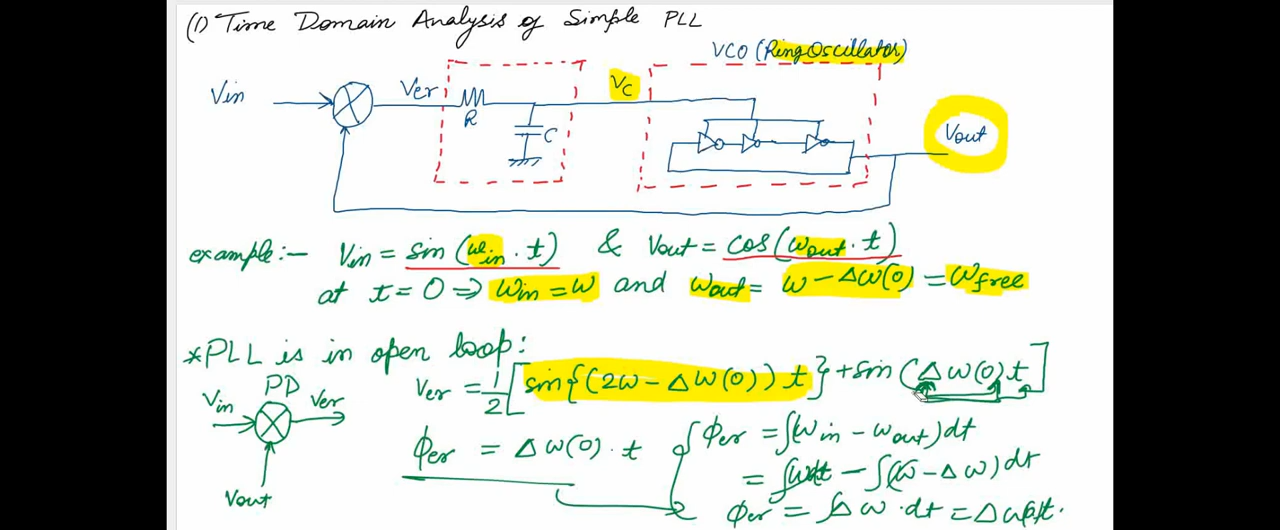 (1) Time Domain Analysis of Simple PLL
VCO (Ring Oscillator)
Vin
Ver
R
C
Vc
Vout
example:- Vin = sin (ωin · t) & Vout = cos (ωout · t)
at t = 0 ⇒ ωin = ω and ωout = ω − Δω(0) = ωfree
*PLL is in open loop:
PD
Vin
Ver
Vout
Ver = 1/2 [sin{(2ω − Δω(0)) t} + sin (Δω(0) t]
ϕer = Δω(0) · t
ϕer = ∫(ωin − ωout) dt
= ∫ωdt − ∫(ω − Δω) dt
ϕer = ∫Δω · dt = Δω(0)t.